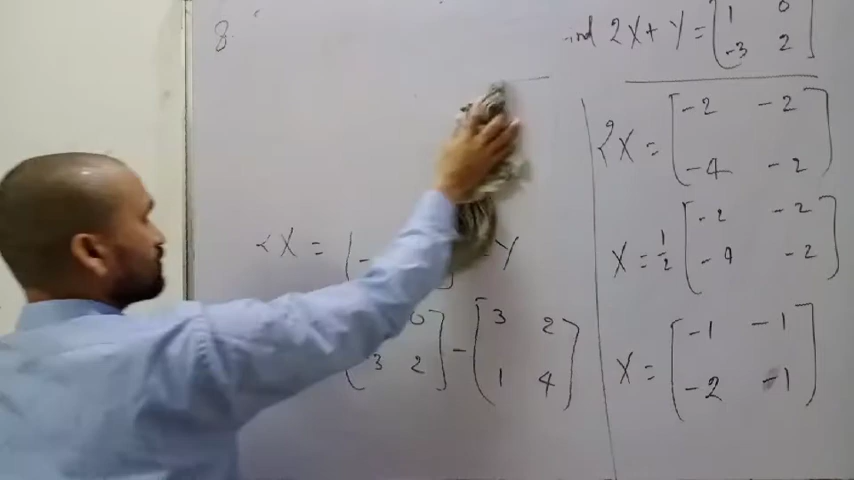 8.
2X + Y = [1 0
-3 2]
X =
Y
3 2] - [3 2
1 4]
2X = [-2 -2
-4 -2]
X = 1/2 [-2 -2
-4 -2]
X = [-1 -1
-2 -1]